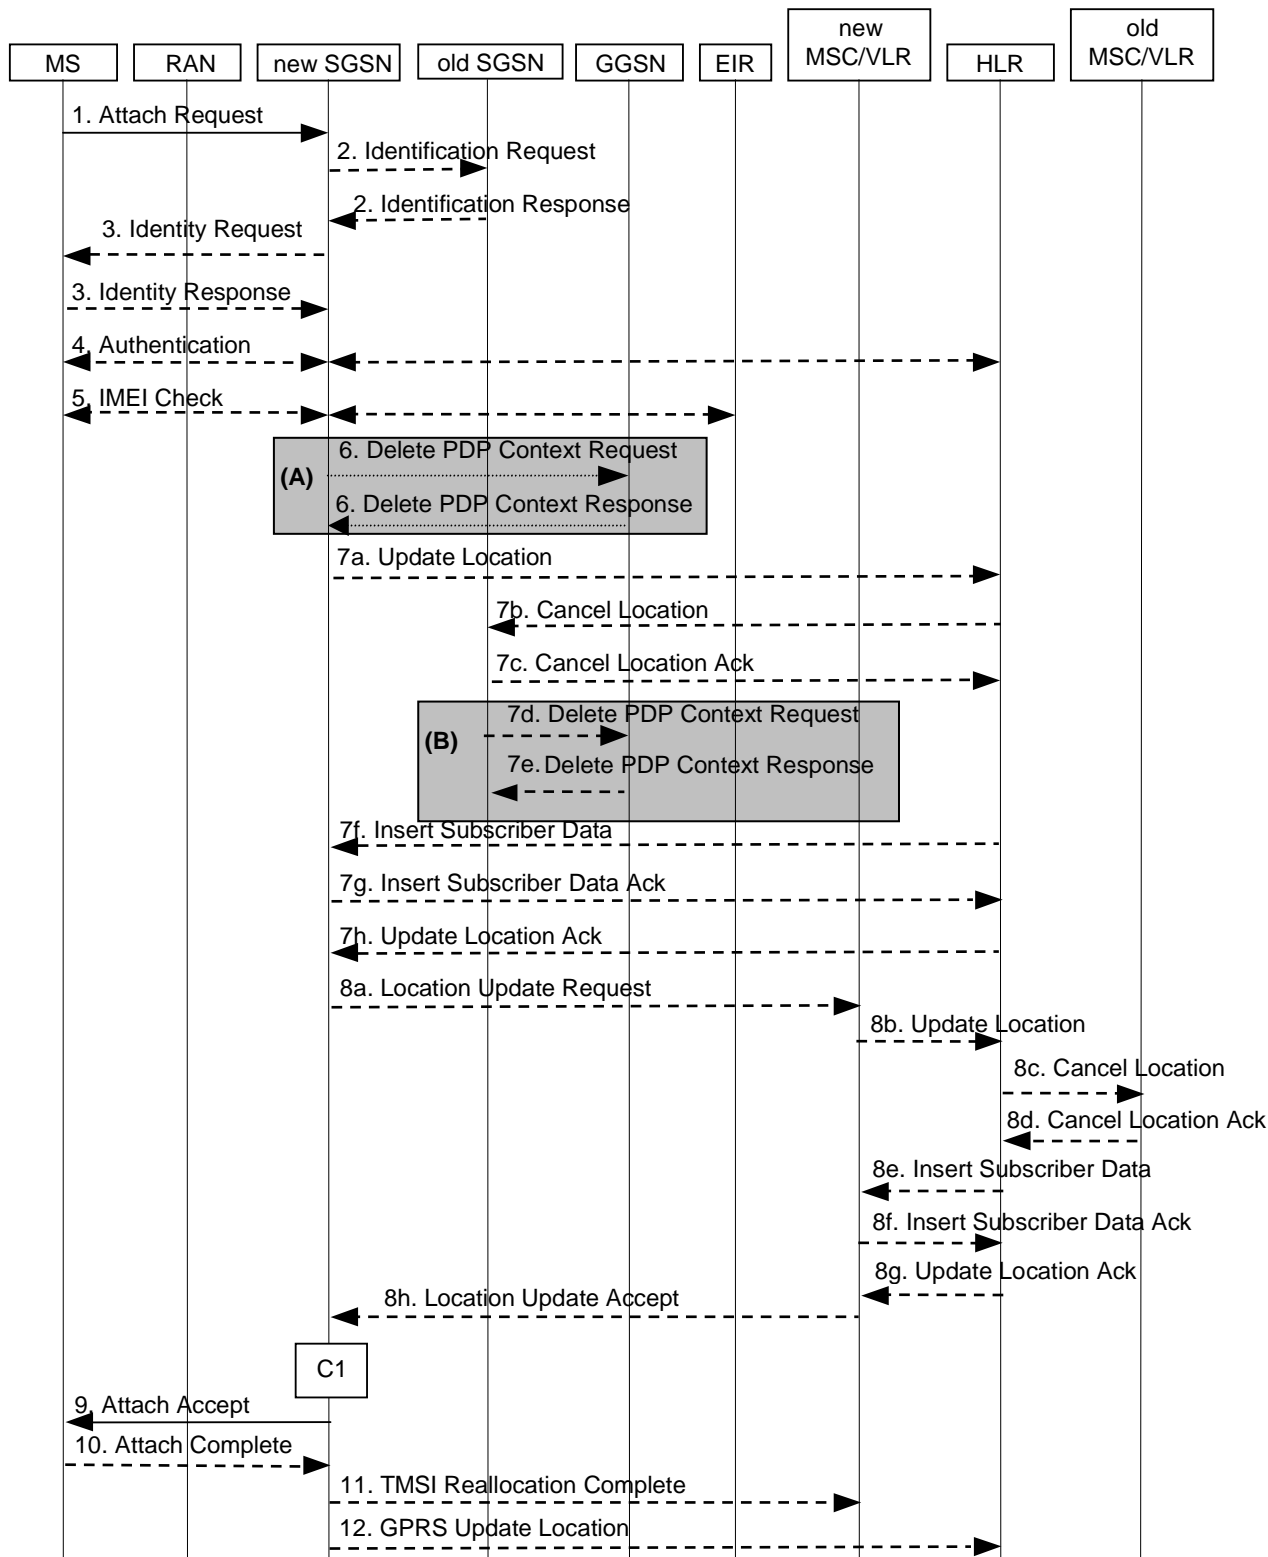 MS
RAN
new SGSN
old SGSN
GGSN
EIR
new
MSC/VLR
HLR
old
MSC/VLR
1. Attach Request
2. Identification Request
2. Identification Response
3. Identity Request
3. Identity Response
4. Authentication
5. IMEI Check
(A)
6. Delete PDP Context Request
6. Delete PDP Context Response
7a. Update Location
7b. Cancel Location
7c. Cancel Location Ack
(B)
7d. Delete PDP Context Request
7e. Delete PDP Context Response
7f. Insert Subscriber Data
7g. Insert Subscriber Data Ack
7h. Update Location Ack
8a. Location Update Request
8b. Update Location
8c. Cancel Location
8d. Cancel Location Ack
8e. Insert Subscriber Data
8f. Insert Subscriber Data Ack
8g. Update Location Ack
8h. Location Update Accept
C1
9. Attach Accept
10. Attach Complete
11. TMSI Reallocation Complete
12. GPRS Update Location